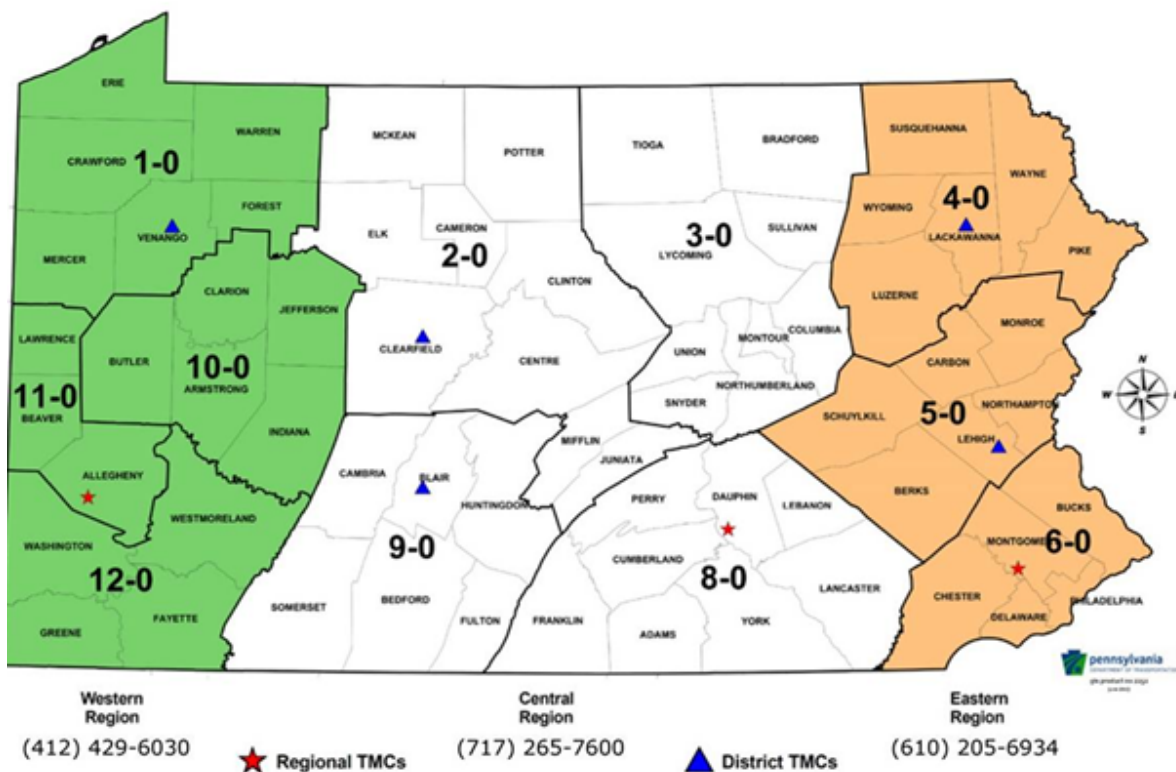 ERIE
WARREN
MCKEAN
POTTER
TIOGA
BRADFORD
SUSQUEHANNA
WAYNE
CRAWFORD
1-0
FOREST
VENANGO
MERCER
ELK
CAMERON
2-0
3-0
LYCOMING
SULLIVAN
WYOMING
4-0
LACKAWANNA
PIKE
CLINTON
CLARION
JEFFERSON
LUZERNE
LAWRENCE
BUTLER
10-0
ARMSTRONG
11-0
BEAVER
INDIANA
CLEARFIELD
CENTRE
UNION
MONTOUR
COLUMBIA
NORTHUMBERLAND
SNYDER
MONROE
CARBON
5-0
NORTHAMPTON
SCHUYLKILL
LEHIGH
BERKS
N
W
S
ALLEGHENY
WESTMORELAND
WASHINGTON
12-0
GREENE
FAYETTE
CAMBRIA
BLAIR
HUNTINGDON
MIFFLIN
JUNIATA
9-0
SOMERSET
BEDFORD
FULTON
PERRY
DAUPHIN
LEBANON
CUMBERLAND
8-0
LANCASTER
FRANKLIN
ADAMS
YORK
BUCKS
MONTGOME
6-0
CHESTER
DELAWARE
PHILADELPHIA
pennsylvania
Western
Region
(412) 429-6030
Central
Region
(717) 265-7600
Eastern
Region
(610) 205-6934
Regional TMCs
District TMCs